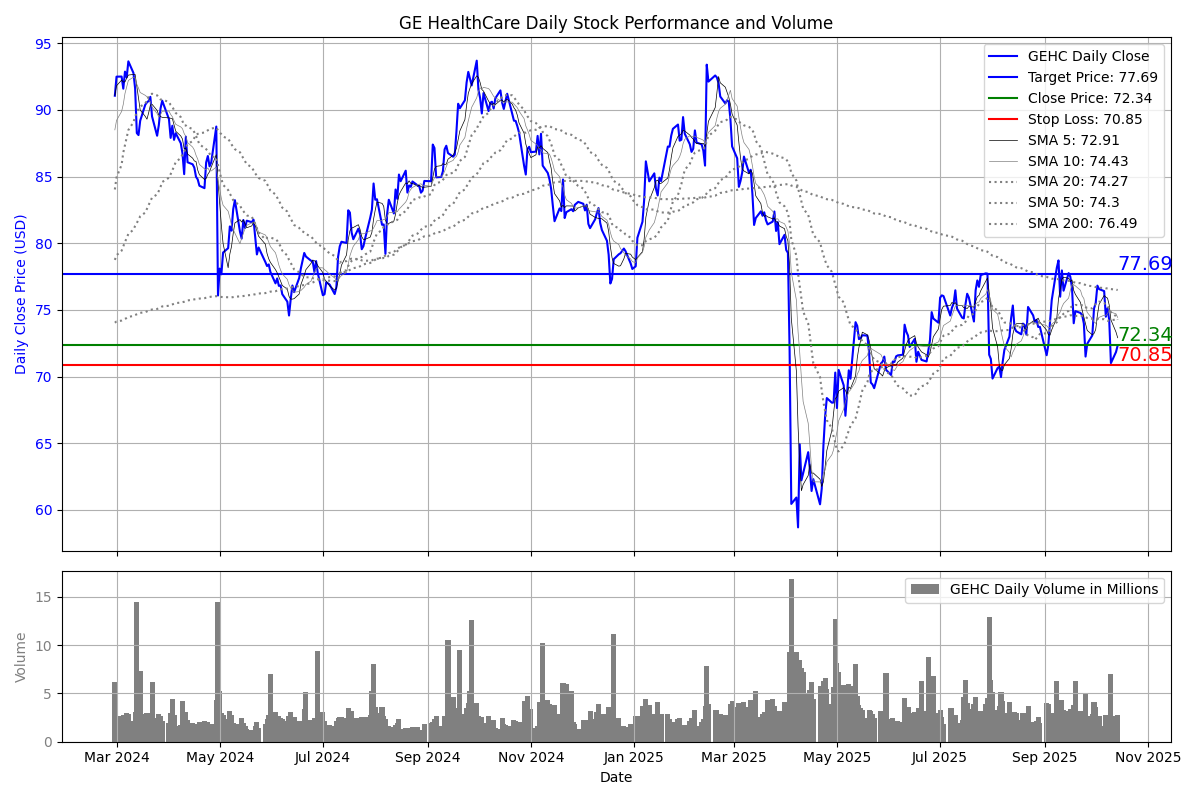 GE HealthCare Daily Stock Performance and Volume
Daily Close Price (USD)
95
90
85
80
75
70
65
60
GEHC Daily Close
Target Price: 77.69
Close Price: 72.34
Stop Loss: 70.85
SMA 5: 72.91
SMA 10: 74.43
SMA 20: 74.27
SMA 50: 74.3
SMA 200: 76.49
77.69
72.34
70.85
Volume
15
10
5
0
GEHC Daily Volume in Millions
Mar 2024 May 2024 Jul 2024 Sep 2024 Nov 2024 Jan 2025 Mar 2025 May 2025 Jul 2025 Sep 2025 Nov 2025
Date